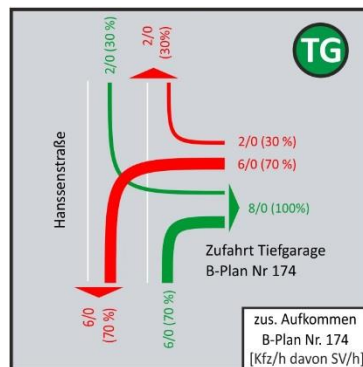 TG
2/0 (30 %)
2/0
(30%)
Hanssenstraße
2/0 (30 %)
6/0 (70 %)
8/0 (100%)
Zufahrt Tiefgarage
B-Plan Nr 174
6/0
(70 %)
6/0 (70 %)
zus. Aufkommen
B-Plan Nr. 174
[Kfz/h davon SV/h]